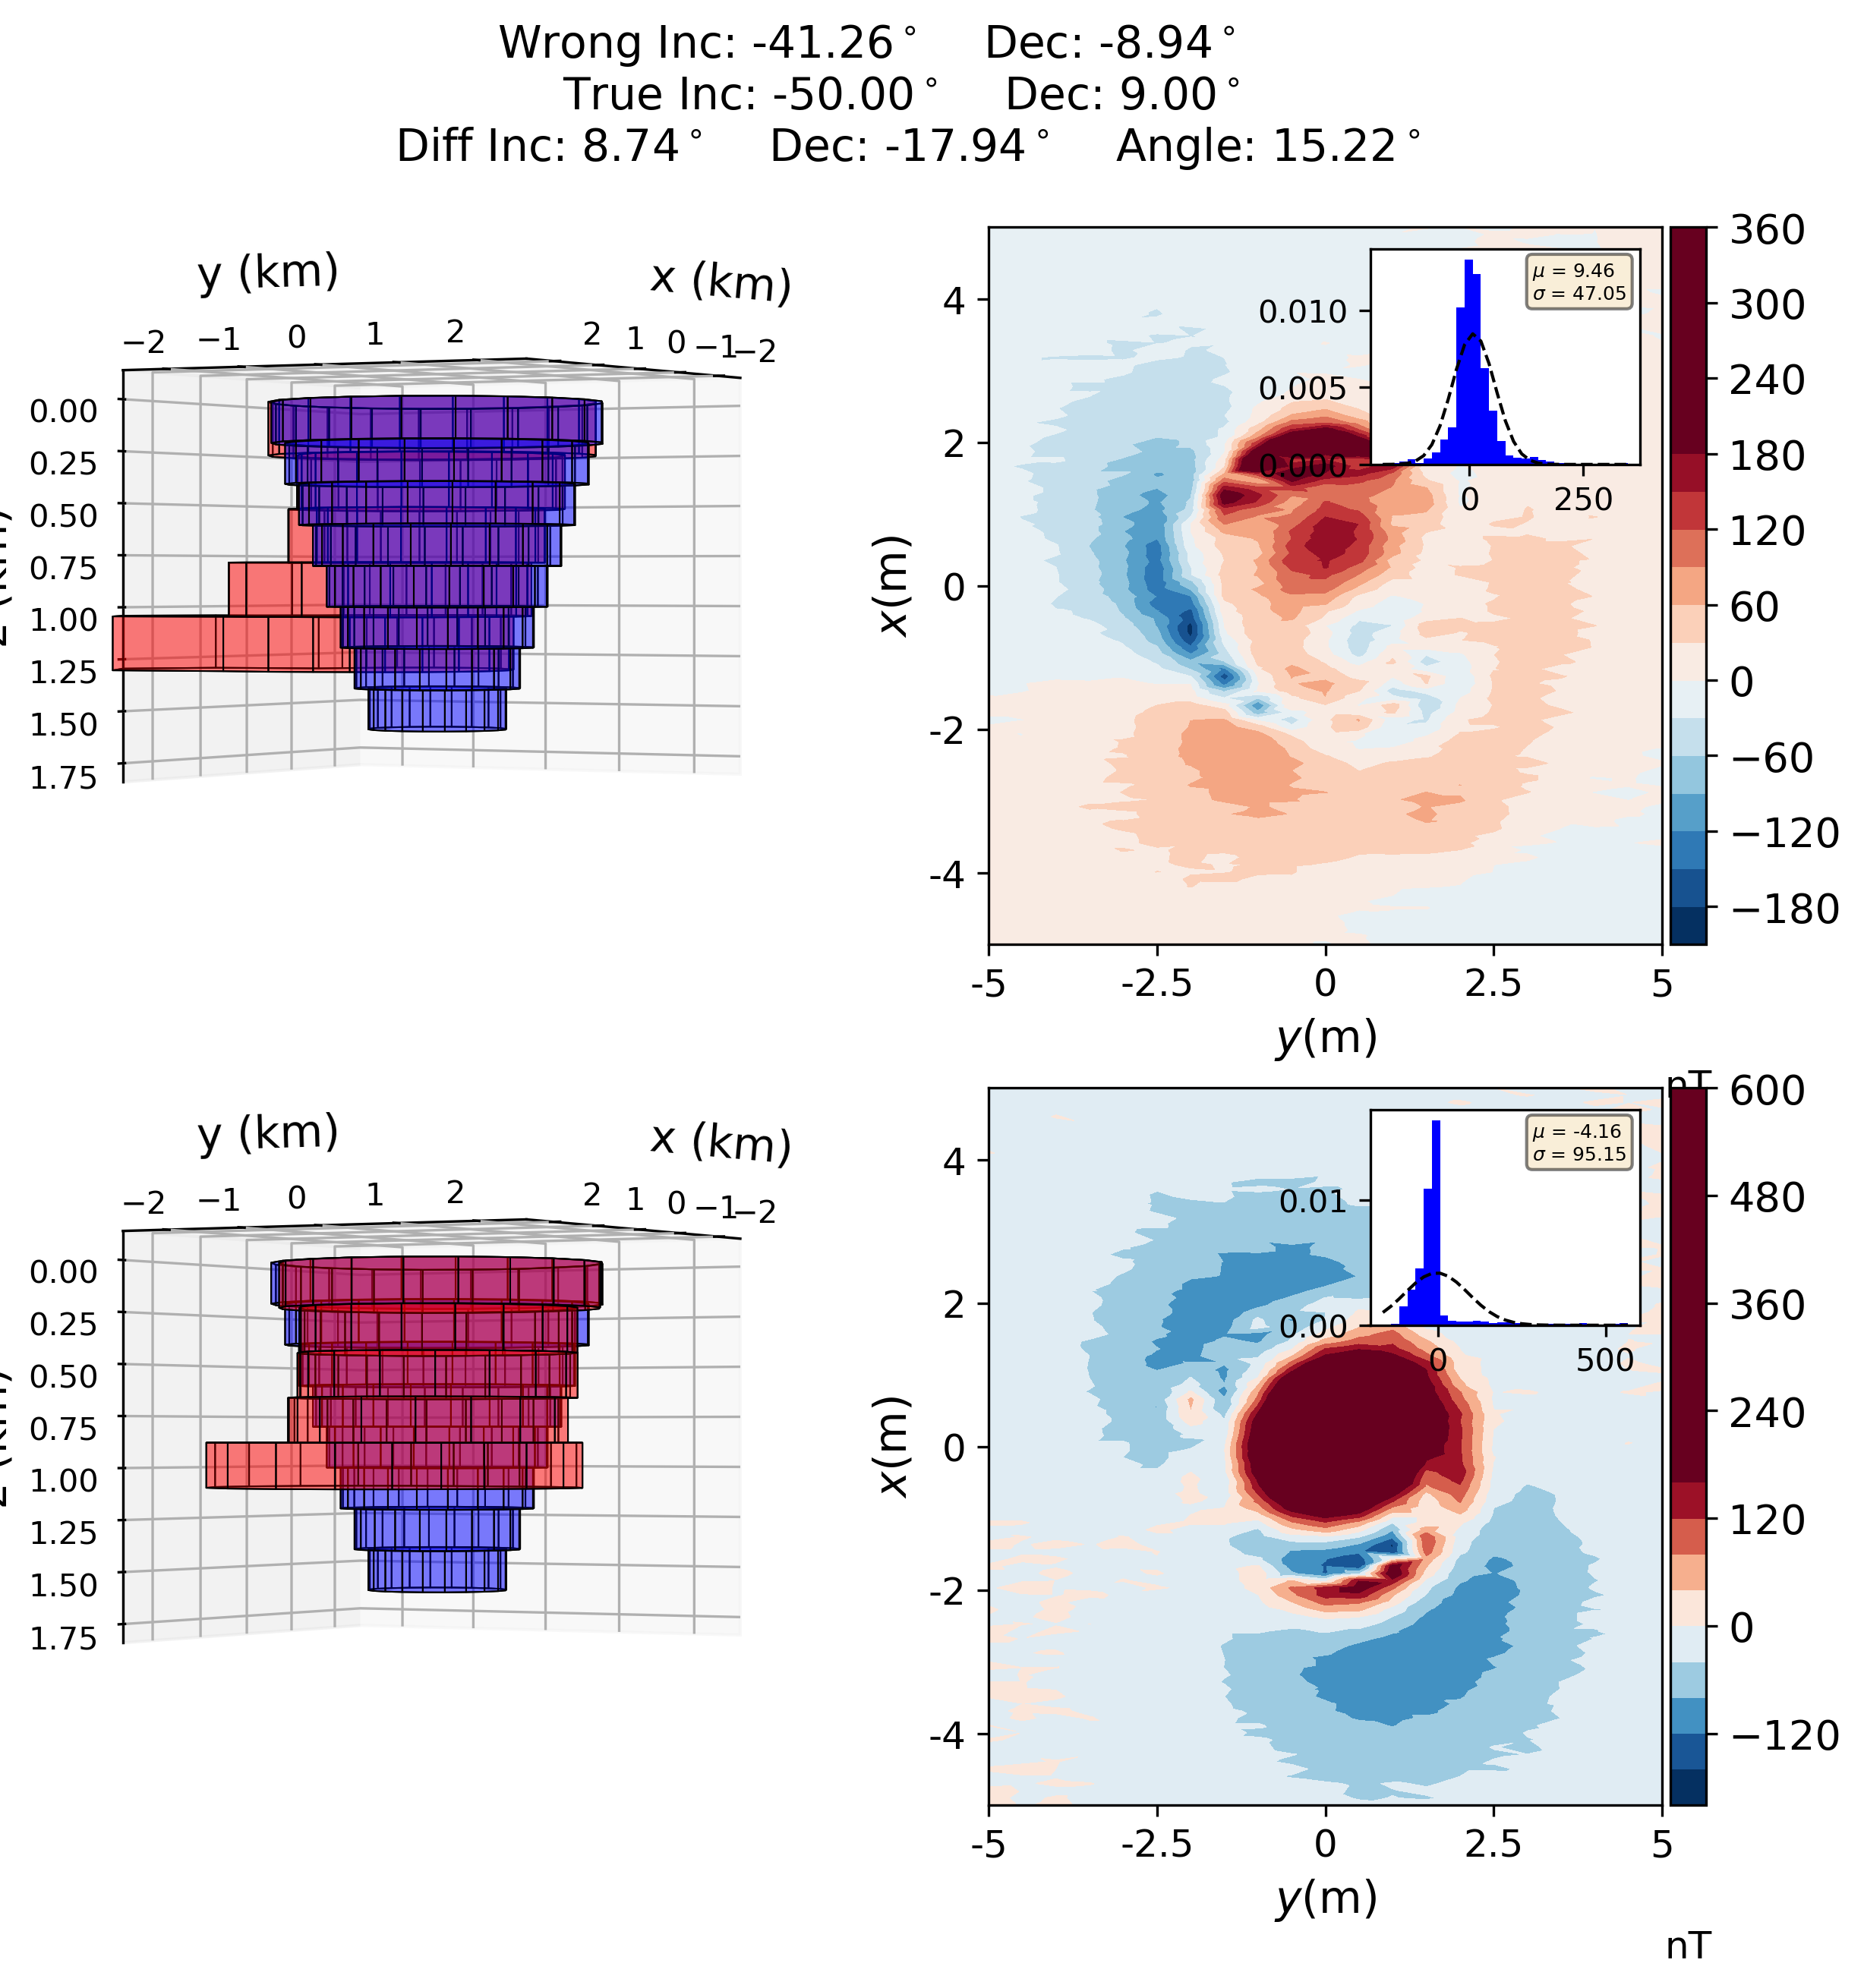 Wrong Inc: -41.26° Dec: -8.94°
True Inc: -50.00° Dec: 9.00°
Diff Inc: 8.74° Dec: -17.94° Angle: 15.22°
y (km) x (km)
−2 −1 0 1 2 2 1 0 −1 −2
0.00
0.25
0.50
0.75
1.00
1.25
1.50
1.75
360
300
240
180
120
60
0
−60
−120
−180
nT
4
2
0
-2
-4
x(m)
-5 -2.5 0 2.5 5
y(m)
μ = 9.46
σ = 47.05
0.010
0.005
0.000
0 250
y (km) x (km)
−2 −1 0 1 2 2 1 0 −1 −2
0.00
0.25
0.50
0.75
1.00
1.25
1.50
1.75
600
480
360
240
120
0
−120
nT
4
2
0
-2
-4
x(m)
-5 -2.5 0 2.5 5
y(m)
μ = -4.16
σ = 95.15
0.01
0.00
0 500